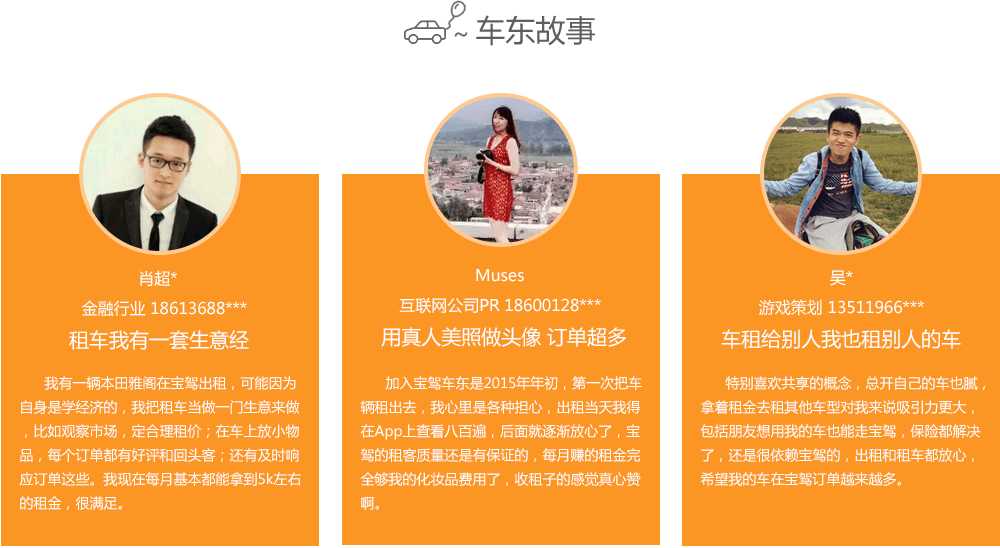 ~ 车东故事
肖超*
金融行业 18613688***
租车我有一套生意经
我有一辆本田雅阁在宝驾出租，可能因为
自身是学经济的，我把租车当做一门生意来做
，比如观察市场，定合理租价；在车上放小物
品，每个订单都有好评和回头客；还有及时响
应订单这些。我现在每月基本都能拿到5k左右
的租金，很满足。
Muses
互联网公司PR 18600128***
用真人美照做头像 订单超多
加入宝驾车东是2015年年初，第一次把车
辆租出去，我心里是各种担心，出租当天我得
在App上查看八百遍，后面就逐渐放心了，宝
驾的租客质量还是有保证的，每月赚的租金完
全够我的化妆品费用了，收租子的感觉真心赞
啊。
吴*
游戏策划 13511966***
车租给别人我也租别人的车
特别喜欢共享的概念，总开自己的车也腻，
拿着租金去租其他车型对我来说吸引力更大，
包括朋友想用我的车也能走宝驾，保险都解决
了，还是很依赖宝驾的，出租和租车都放心，
希望我的车在宝驾订单越来越多。